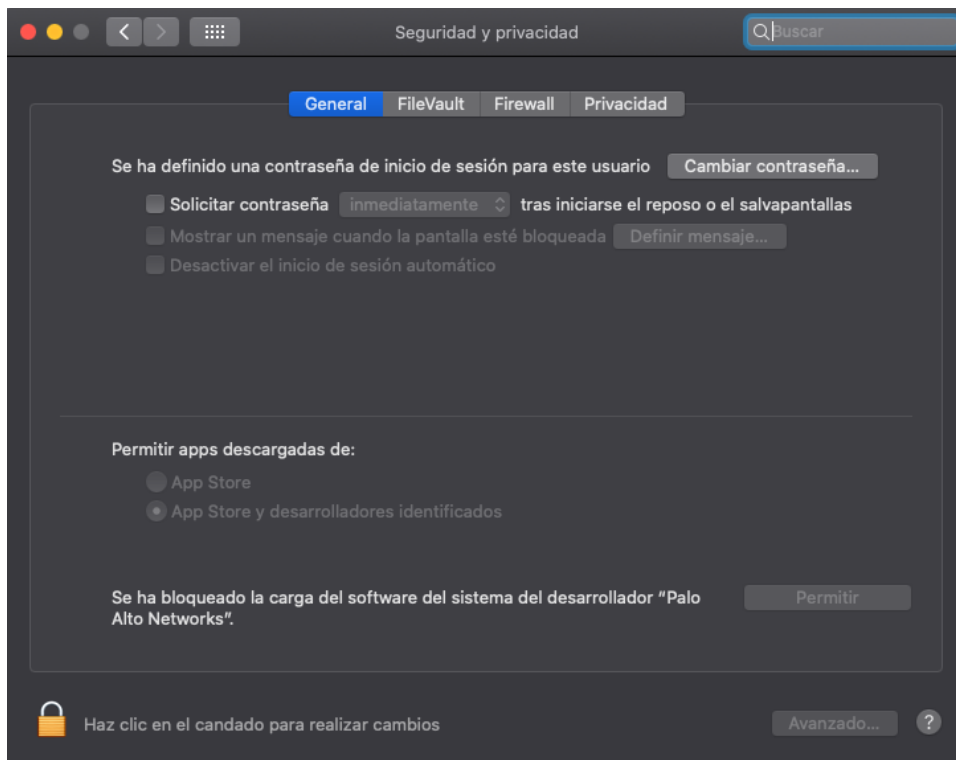 Seguridad y privacidad
Buscar
General FileVault Firewall Privacidad
Se ha definido una contraseña de inicio de sesión para este usuario Cambiar contraseña...
Solicitar contraseña inmediatamente tras iniciarse el reposo o el salvapantallas
Mostrar un mensaje cuando la pantalla esté bloqueada Definir mensaje...
Desactivar el inicio de sesión automático
Permitir apps descargadas de:
App Store
App Store y desarrolladores identificados
Se ha bloqueado la carga del software del sistema del desarrollador “Palo
Alto Networks”.
Permitir
Haz clic en el candado para realizar cambios
Avanzado...
?